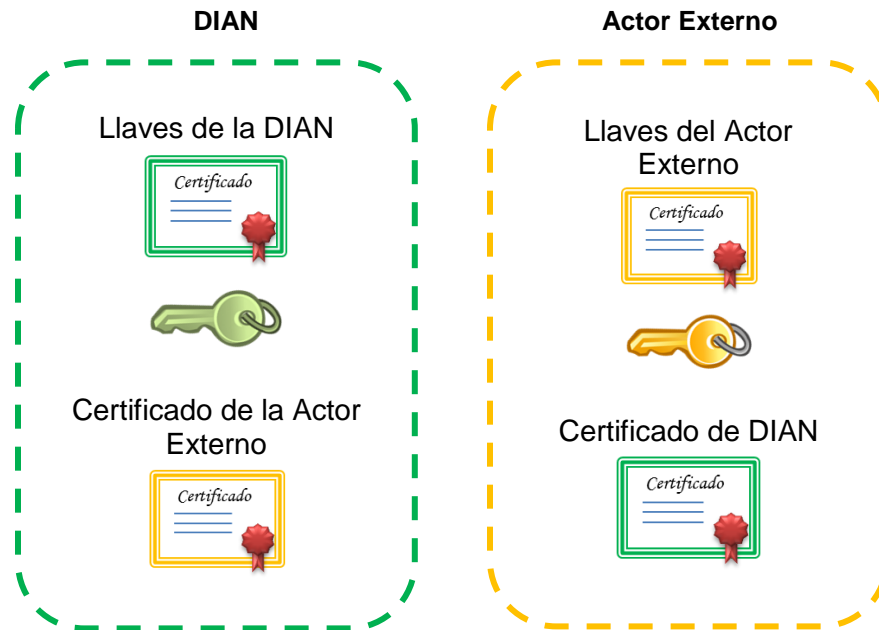 DIAN
Llaves de la DIAN
Certificado
Certificado de la Actor
Externo
Certificado
Actor Externo
Llaves del Actor
Externo
Certificado
Certificado de DIAN
Certificado